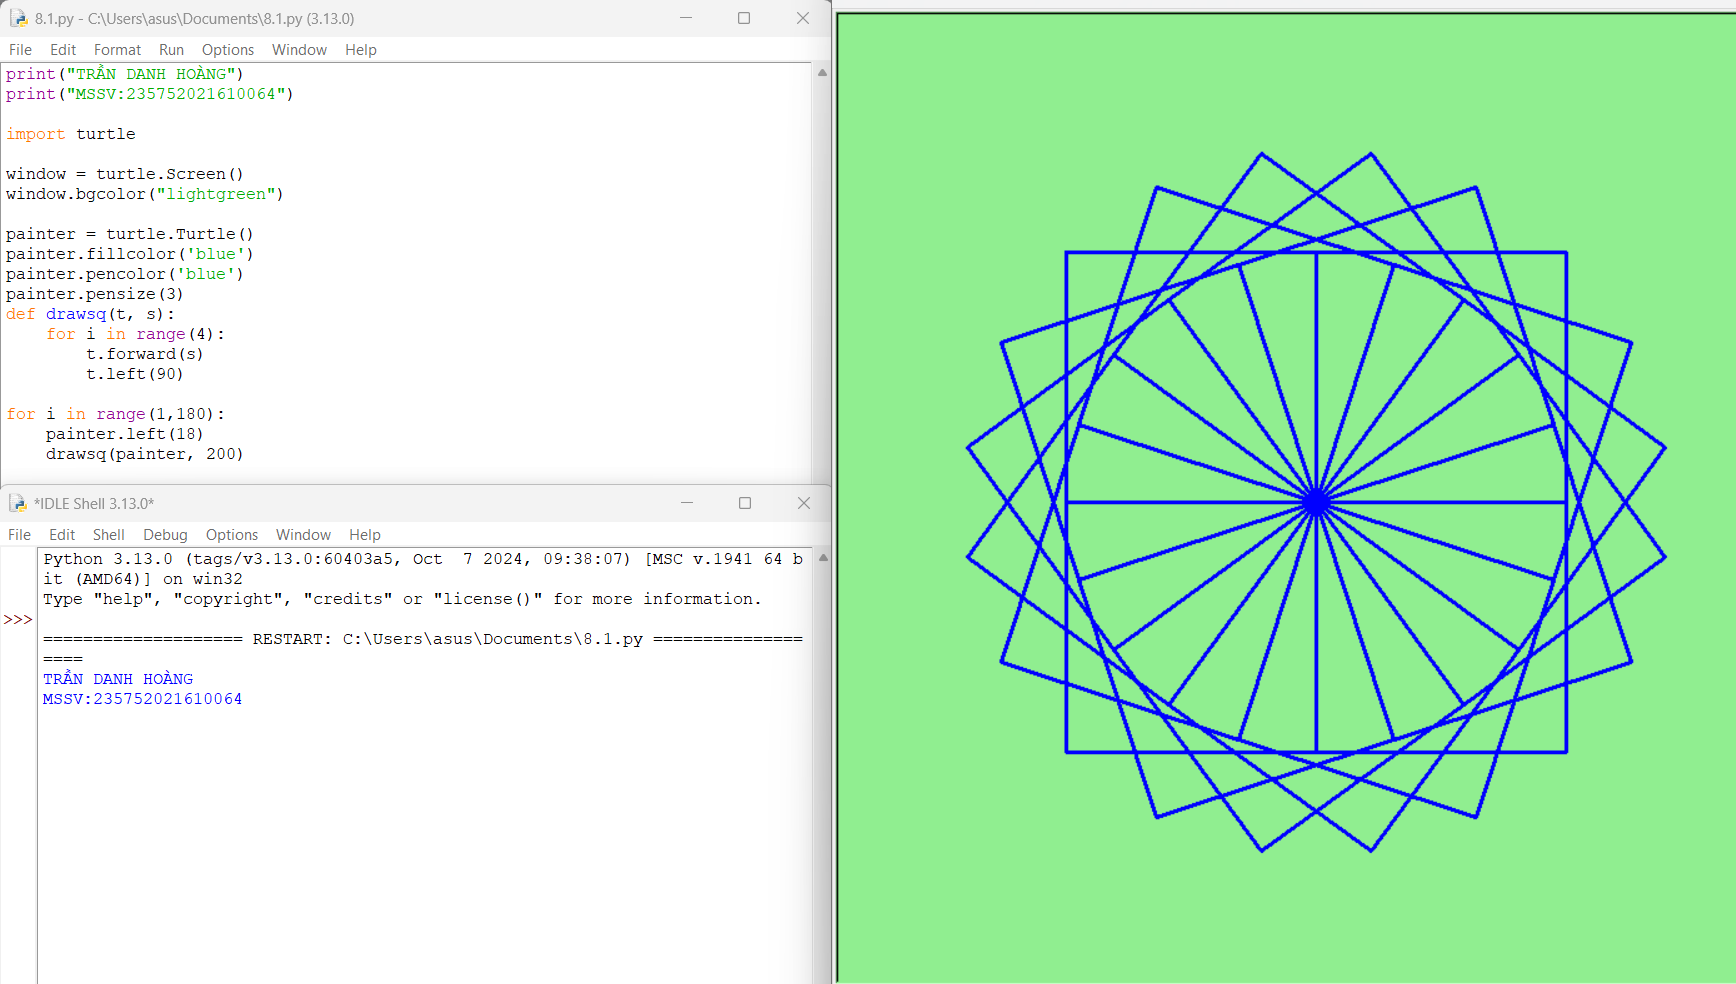 8.1.py - C:\Users\asus\Documents\8.1.py (3.13.0)
File Edit Format Run Options Window Help
print("TRẦN DANH HOÀNG")
print("MSSV:235752021610064")
import turtle
window = turtle.Screen()
window.bgcolor("lightgreen")
painter = turtle.Turtle()
painter.fillcolor('blue')
painter.pencolor('blue')
painter.pensize(3)
def drawsq(t, s):
    for i in range(4):
        t.forward(s)
        t.left(90)
for i in range(1,180):
    painter.left(18)
    drawsq(painter, 200)
*IDLE Shell 3.13.0*
File Edit Shell Debug Options Window Help
Python 3.13.0 (tags/v3.13.0:60403a5, Oct  7 2024, 09:38:07) [MSC v.1941 64 b
it (AMD64)] on win32
Type "help", "copyright", "credits" or "license()" for more information.
>>>
==================== RESTART: C:\Users\asus\Documents\8.1.py ===============
====
TRẦN DANH HOÀNG
MSSV:235752021610064